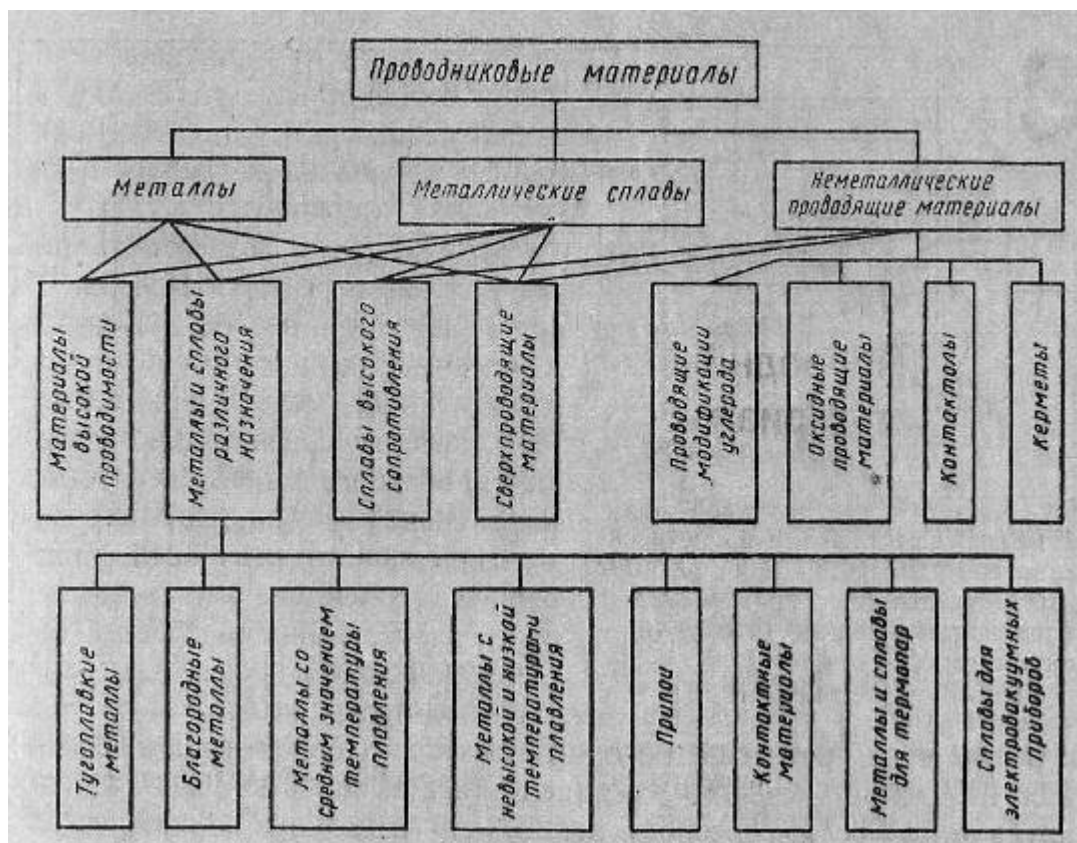 Проводниковые материалы
Металлы
Металлические сплавы
Неметаллические
проводящие материалы
Материалы
высокой
проводимости
Металлы и сплавы
различного
назначения
Сплавы высокого
сопротивления
Сверхпроводящие
материалы
Проводящие
модификации
углерода
Оксидные
проводящие
материалы
Контактолы
Керметы
Тугоплавкие
металлы
Благородные
металлы
Металлы со
средним значением
температуры
плавления
Металлы с
невысокой и низкой
температурами
плавления
Припои
Контактные
материалы
Металлы и сплавы
для термопар
Сплавы для
электровакуумных
приборов